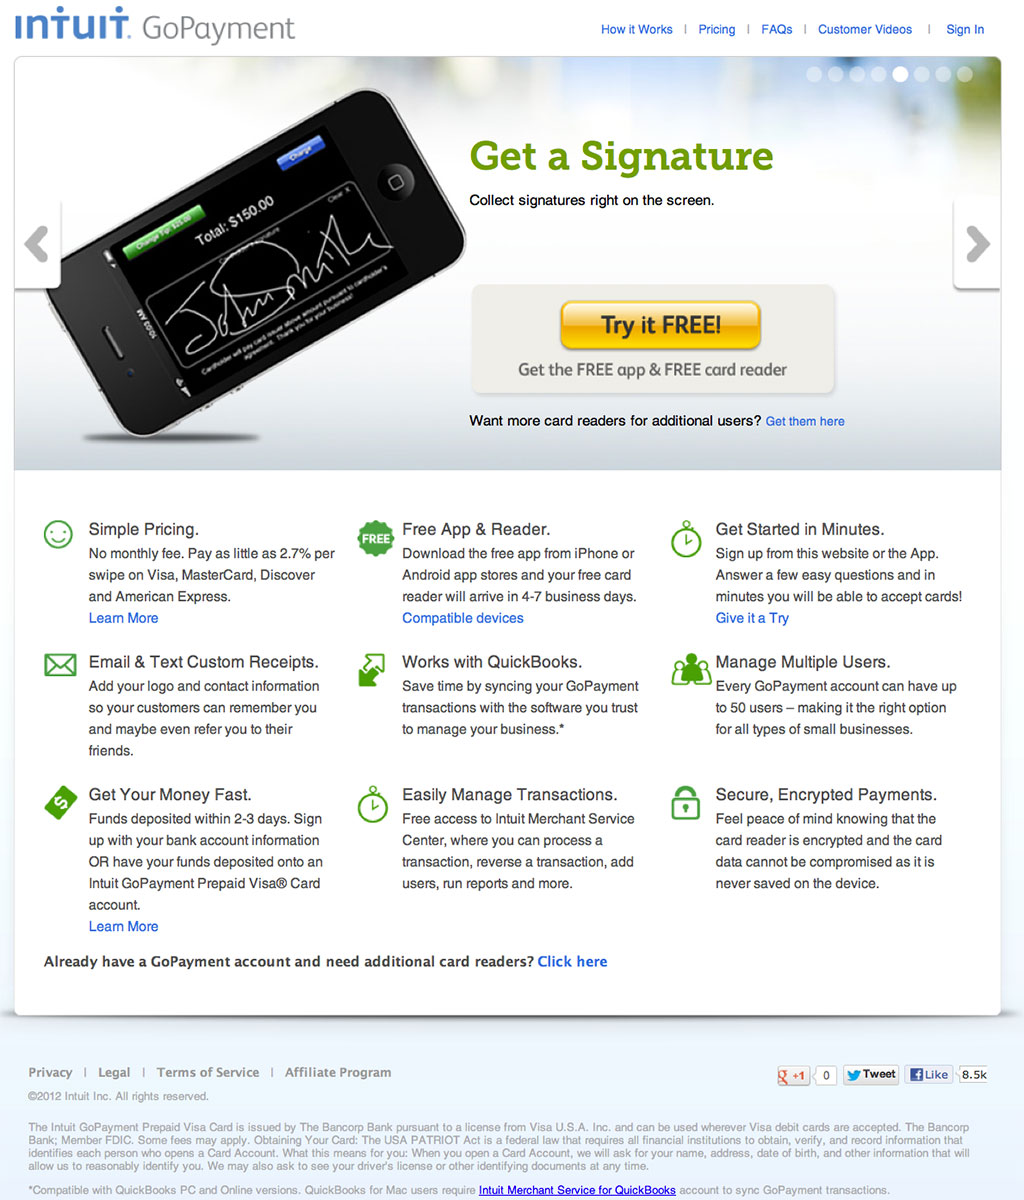 INTUIT. GoPayment
How it Works | Pricing | FAQs | Customer Videos | Sign In
Get a Signature
Collect signatures right on the screen.
Charge
Clear X
Total: $150.00
Cardholder's signature
John Smith
Cardholder will pay card issuer above amount pursuant to cardholder's
agreement. Thank you for your business!
10:03 AM
Try it FREE!
Get the FREE app & FREE card reader
Want more card readers for additional users? Get them here
Simple Pricing.
No monthly fee. Pay as little as 2.7% per
swipe on Visa, MasterCard, Discover
and American Express.
Learn More
FREE
Free App & Reader.
Download the free app from iPhone or
Android app stores and your free card
reader will arrive in 4-7 business days.
Compatible devices
Get Started in Minutes.
Sign up from this website or the App.
Answer a few easy questions and in
minutes you will be able to accept cards!
Give it a Try
Email & Text Custom Receipts.
Add your logo and contact information
so your customers can remember you
and maybe even refer you to their
friends.
Works with QuickBooks.
Save time by syncing your GoPayment
transactions with the software you trust
to manage your business.*
Manage Multiple Users.
Every GoPayment account can have up
to 50 users – making it the right option
for all types of small businesses.
$
Get Your Money Fast.
Funds deposited within 2-3 days. Sign
up with your bank account information
OR have your funds deposited onto an
Intuit GoPayment Prepaid Visa® Card
account.
Learn More
Easily Manage Transactions.
Free access to Intuit Merchant Service
Center, where you can process a
transaction, reverse a transaction, add
users, run reports and more.
Secure, Encrypted Payments.
Feel peace of mind knowing that the
card reader is encrypted and the card
data cannot be compromised as it is
never saved on the device.
Already have a GoPayment account and need additional card readers? Click here
Privacy | Legal | Terms of Service | Affiliate Program
g +1 0 Tweet f Like 8.5k
©2012 Intuit Inc. All rights reserved.
The Intuit GoPayment Prepaid Visa Card is issued by The Bancorp Bank pursuant to a license from Visa U.S.A. Inc. and can be used wherever Visa debit cards are accepted. The Bancorp
Bank; Member FDIC. Some fees may apply. Obtaining Your Card: The USA PATRIOT Act is a federal law that requires all financial institutions to obtain, verify, and record information that
identifies each person who opens a Card Account. What this means for you: When you open a Card Account, we will ask for your name, address, date of birth, and other information that will
allow us to reasonably identify you. We may also ask to see your driver's license or other identifying documents at any time.
*Compatible with QuickBooks PC and Online versions. QuickBooks for Mac users require Intuit Merchant Service for QuickBooks account to sync GoPayment transactions.